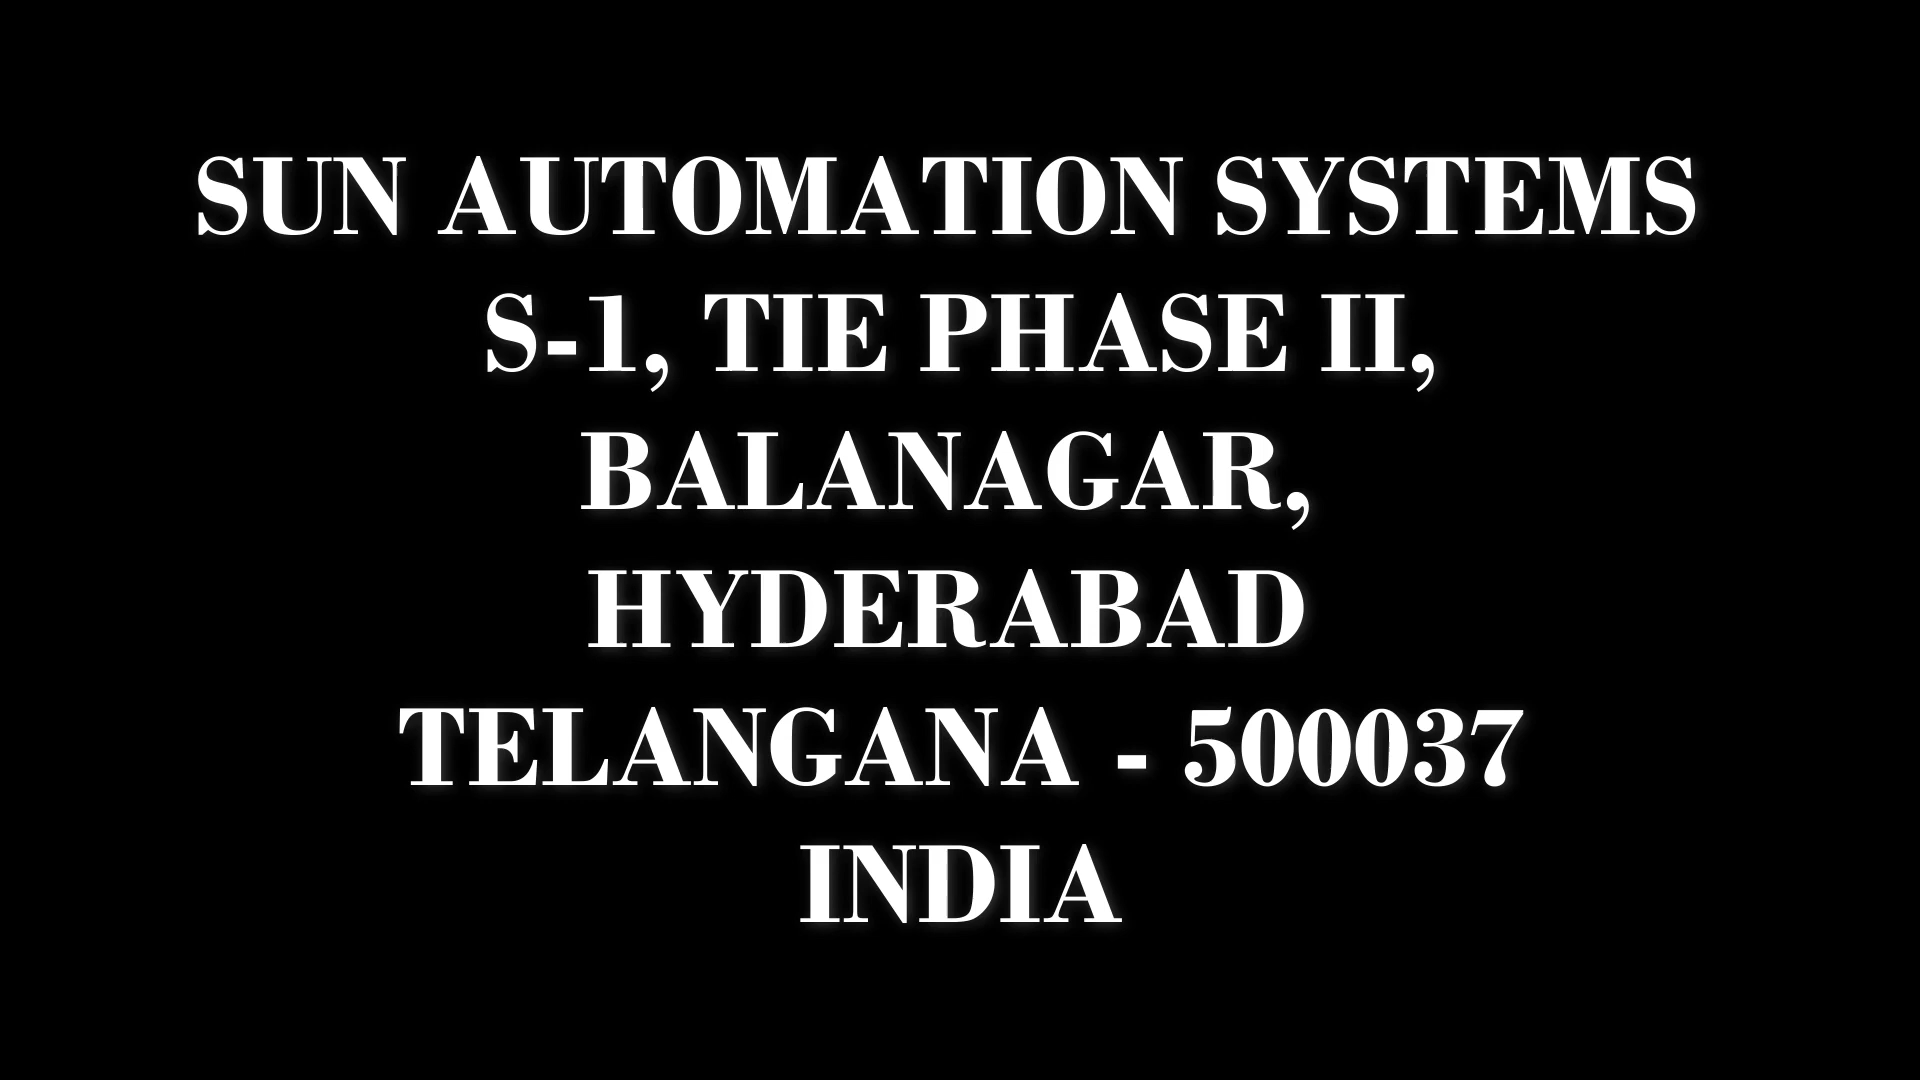 SUN AUTOMATION SYSTEMS
S-1, TIE PHASE II,
BALANAGAR,
HYDERABAD
TELANGANA - 500037
INDIA